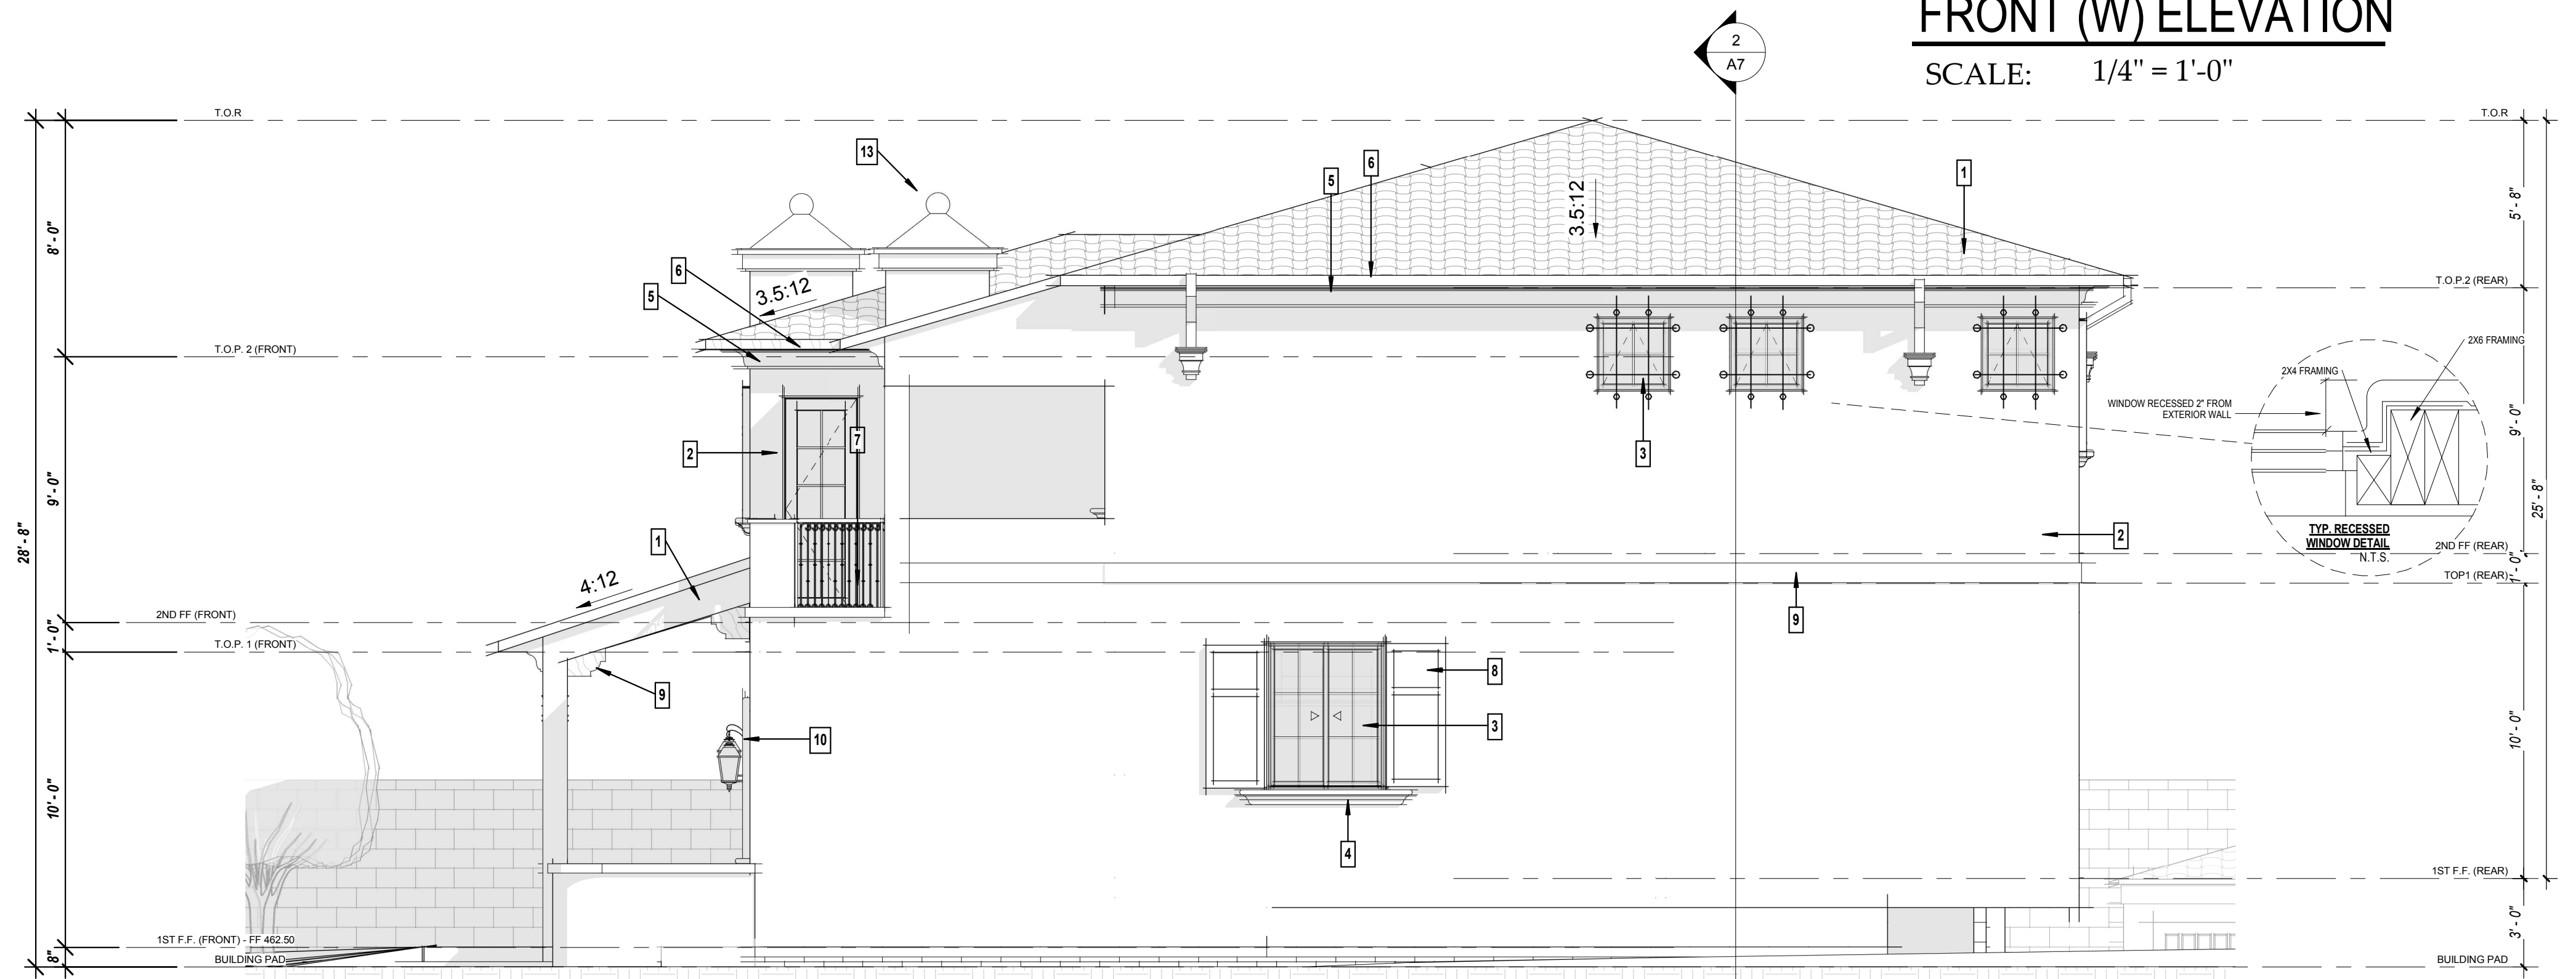 FRONT (W) ELEVATION
SCALE: 1/4" = 1'-0"
2
A7
T.O.R
T.O.R
13
6
5
1
3.5:12
8'-0"
5'-8"
6
5
3.5:12
T.O.P.2 (REAR)
T.O.P. 2 (FRONT)
2X6 FRAMING
2X4 FRAMING
WINDOW RECESSED 2" FROM
EXTERIOR WALL
7
2
3
9'-0"
9'-0"
28'-8"
25'-8"
TYP. RECESSED
WINDOW DETAIL
N.T.S.
1
2
2ND FF (REAR)
4:12
TOP1 (REAR)
1'-0"
2ND FF (FRONT)
9
1'-0"
T.O.P. 1 (FRONT)
9
8
3
10
10'-0"
10'-0"
4
1ST F.F. (REAR)
1ST F.F. (FRONT) - FF 462.50
3'-0"
8"
BUILDING PAD
BUILDING PAD